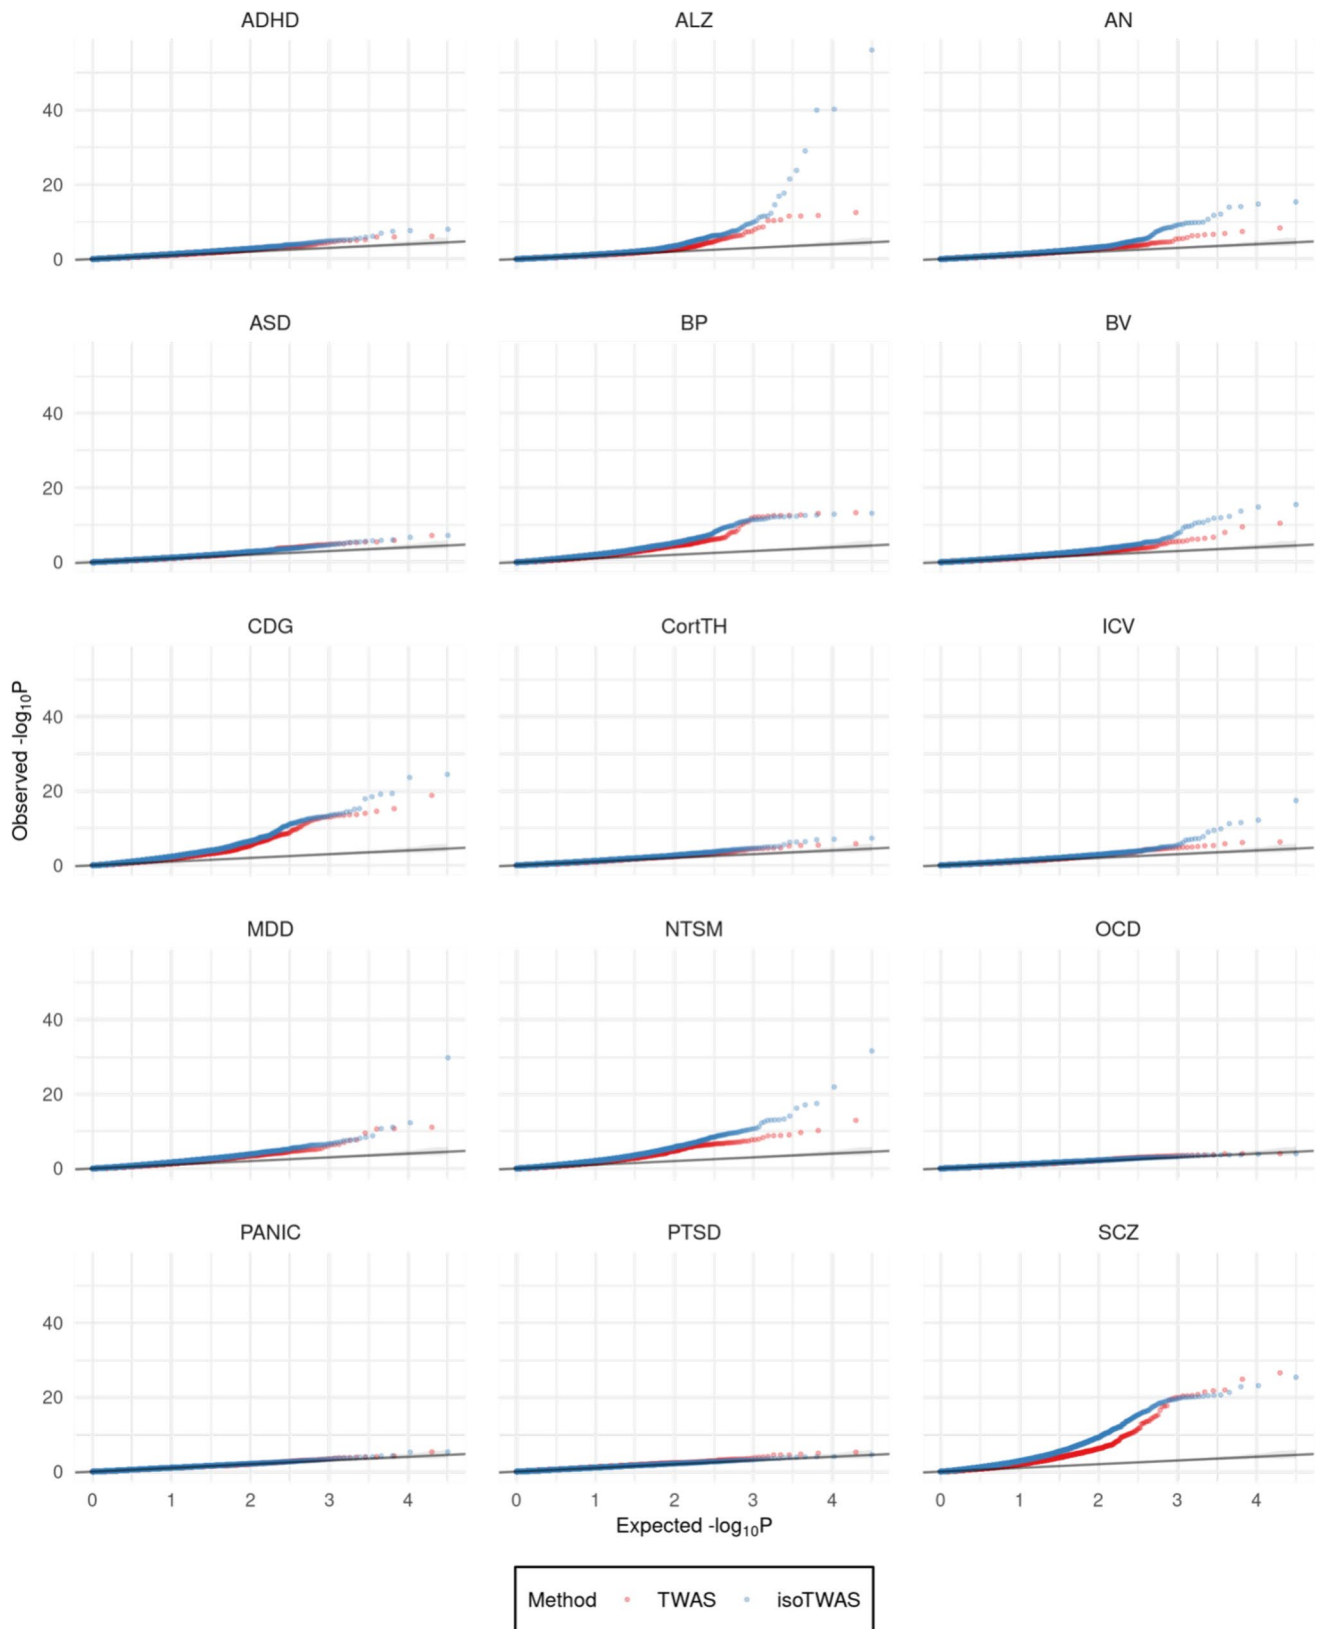 ADHD ALZ AN
40
20
0
ASD BP BV
40
20
0
CDG CortTH ICV
40
20
0
Observed -log10P
MDD NTSM OCD
40
20
0
PANIC PTSD SCZ
40
20
0
0 1 2 3 4 0 1 2 3 4 0 1 2 3 4
Expected -log10P
Method TWAS isoTWAS